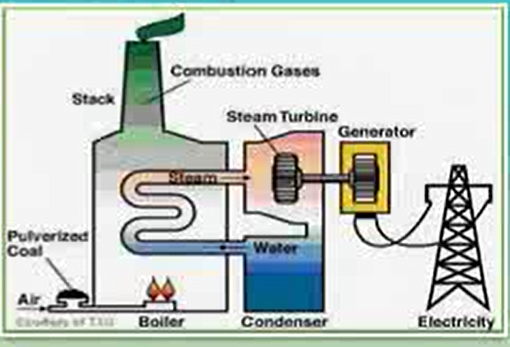 Combustion Gases
Stack
Steam Turbine
Generator
Steam
Pulverized
Coal
Water
Air
Boiler
Condenser
Electricity